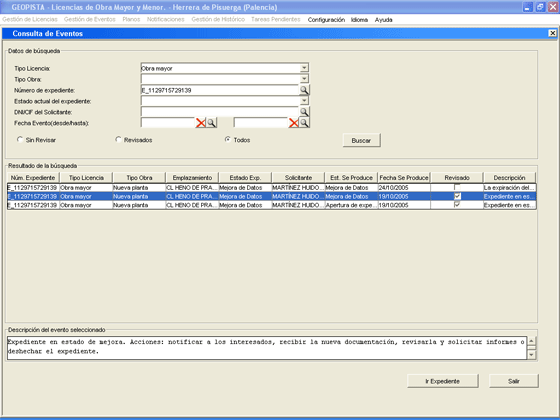 GEOPISTA - Licencias de Obra Mayor y Menor. - Herrera de Pisuerga (Palencia)
Gestión de Licencias Gestión de Eventos Planos Notificaciones Gestión de Histórico Tareas Pendientes Configuración Idioma Ayuda
Consulta de Eventos
Datos de búsqueda
Tipo Licencia: Obra mayor
Tipo Obra:
Número de expediente: E_1129715729139
Estado actual del expediente:
DNI/CIF del Solicitante:
Fecha Evento(desde/hasta):
Sin Revisar Revisados Todos Buscar
Resultado de la búsqueda
Núm. Expediente Tipo Licencia Tipo Obra Emplazamiento Estado Exp. Solicitante Est. Se Produce Fecha Se Produce Revisado Descripción
E_1129715729139 Obra mayor Nueva planta CL HENO DE PRA... Mejora de Datos MARTÍNEZ HUIDO... Mejora de Datos 24/10/2005 La expiración del...
E_1129715729139 Obra mayor Nueva planta CL HENO DE PRA... Mejora de Datos MARTÍNEZ HUIDO... Mejora de Datos 19/10/2005 Expediente en es...
E_1129715729139 Obra mayor Nueva planta CL HENO DE PRA... Mejora de Datos MARTÍNEZ HUIDO... Apertura de expe... 19/10/2005 Expediente en es...
Descripción del evento seleccionado
Expediente en estado de mejora. Acciones: notificar a los interesados, recibir la nueva documentación, revisarla y solicitar informes o
deshechar el expediente.
Ir Expediente Salir